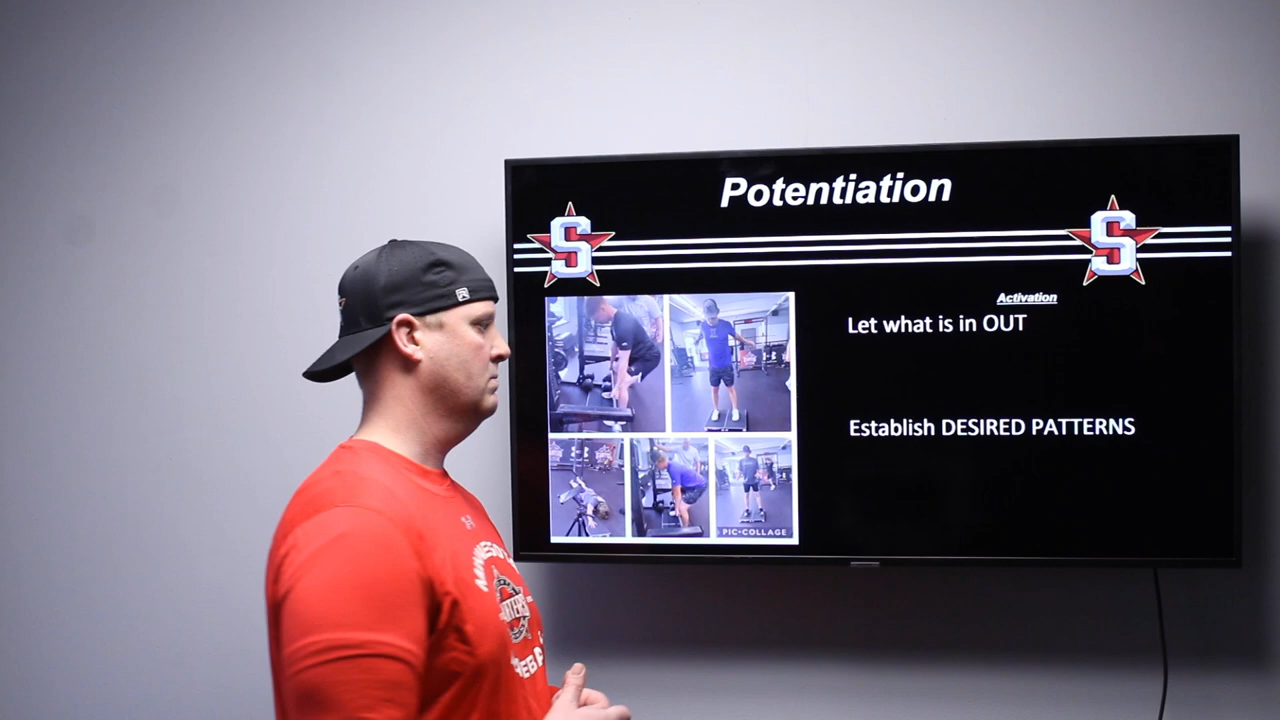 Potentiation
S S
Activation
Let what is in OUT
Establish DESIRED PATTERNS
PIC•COLLAGE